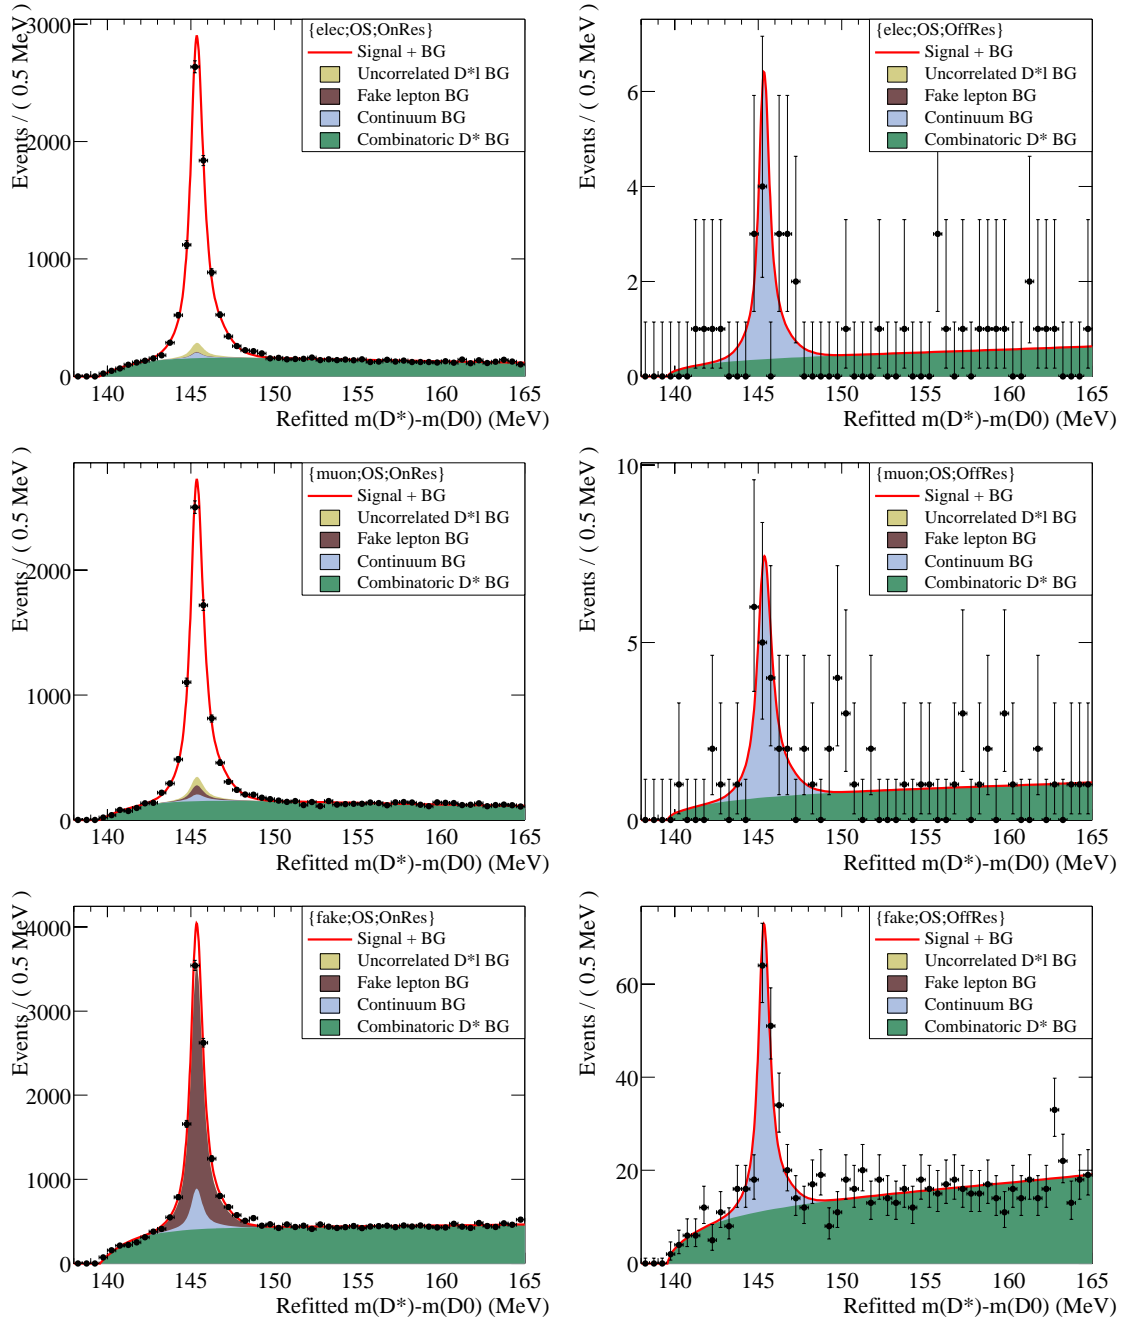 {elec;OS;OnRes}
Signal + BG
Uncorrelated D*l BG
Fake lepton BG
Continuum BG
Combinatoric D* BG
Events / ( 0.5 MeV )
3000
2000
1000
0
140 145 150 155 160 165
Refitted m(D*)-m(D0) (MeV)
{elec;OS;OffRes}
Signal + BG
Uncorrelated D*l BG
Fake lepton BG
Continuum BG
Combinatoric D* BG
Events / ( 0.5 MeV )
6
4
2
0
140 145 150 155 160 165
Refitted m(D*)-m(D0) (MeV)
{muon;OS;OnRes}
Signal + BG
Uncorrelated D*l BG
Fake lepton BG
Continuum BG
Combinatoric D* BG
Events / ( 0.5 MeV )
2000
1000
0
140 145 150 155 160 165
Refitted m(D*)-m(D0) (MeV)
{muon;OS;OffRes}
Signal + BG
Uncorrelated D*l BG
Fake lepton BG
Continuum BG
Combinatoric D* BG
Events / ( 0.5 MeV )
10
5
0
140 145 150 155 160 165
Refitted m(D*)-m(D0) (MeV)
{fake;OS;OnRes}
Signal + BG
Uncorrelated D*l BG
Fake lepton BG
Continuum BG
Combinatoric D* BG
Events / ( 0.5 MeV )
4000
3000
2000
1000
0
140 145 150 155 160 165
Refitted m(D*)-m(D0) (MeV)
{fake;OS;OffRes}
Signal + BG
Uncorrelated D*l BG
Fake lepton BG
Continuum BG
Combinatoric D* BG
Events / ( 0.5 MeV )
60
40
20
0
140 145 150 155 160 165
Refitted m(D*)-m(D0) (MeV)